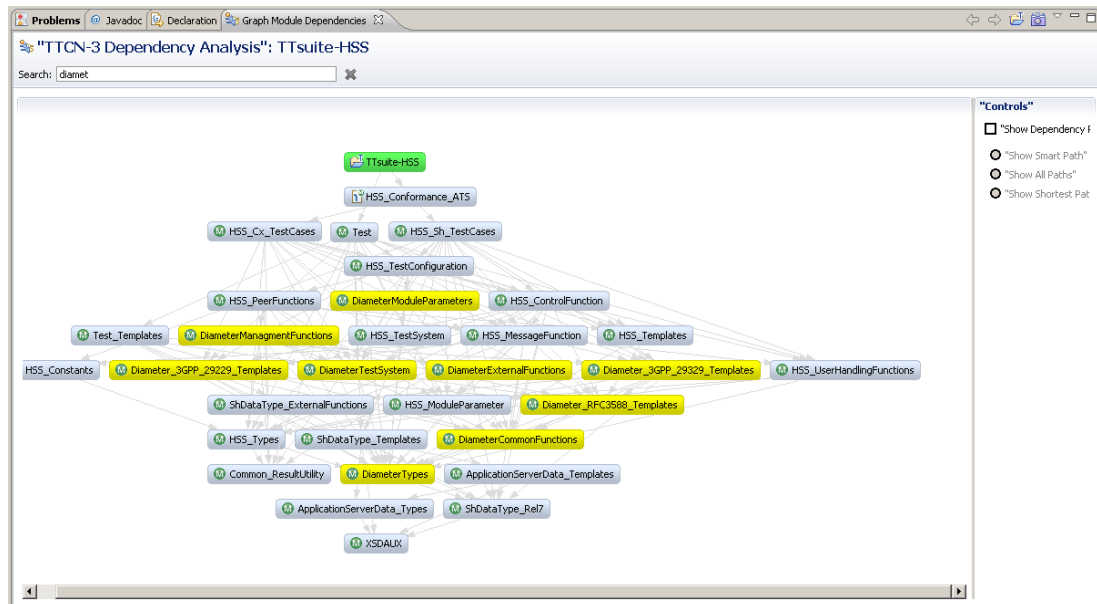 Problems @ Javadoc Declaration Graph Module Dependencies
"TTCN-3 Dependency Analysis": TTsuite-HSS
Search: diamet
"Controls"
"Show Dependency F
"Show Smart Path"
"Show All Paths"
"Show Shortest Pat
TTsuite-HSS
HSS_Conformance_ATS
M HSS_Cx_TestCases M Test M HSS_Sh_TestCases
M HSS_TestConfiguration
M HSS_PeerFunctions M DiameterModuleParameters M HSS_ControlFunction
M Test_Templates M DiameterManagmentFunctions M HSS_TestSystem M HSS_MessageFunction M HSS_Templates
HSS_Constants M Diameter_3GPP_29229_Templates M DiameterTestSystem M DiameterExternalFunctions M Diameter_3GPP_29329_Templates M HSS_UserHandlingFunctions
M ShDataType_ExternalFunctions M HSS_ModuleParameter M Diameter_RFC3588_Templates
M HSS_Types M ShDataType_Templates M DiameterCommonFunctions
M Common_ResultUtility M DiameterTypes M ApplicationServerData_Templates
M ApplicationServerData_Types M ShDataType_Rel7
M XSDAUX